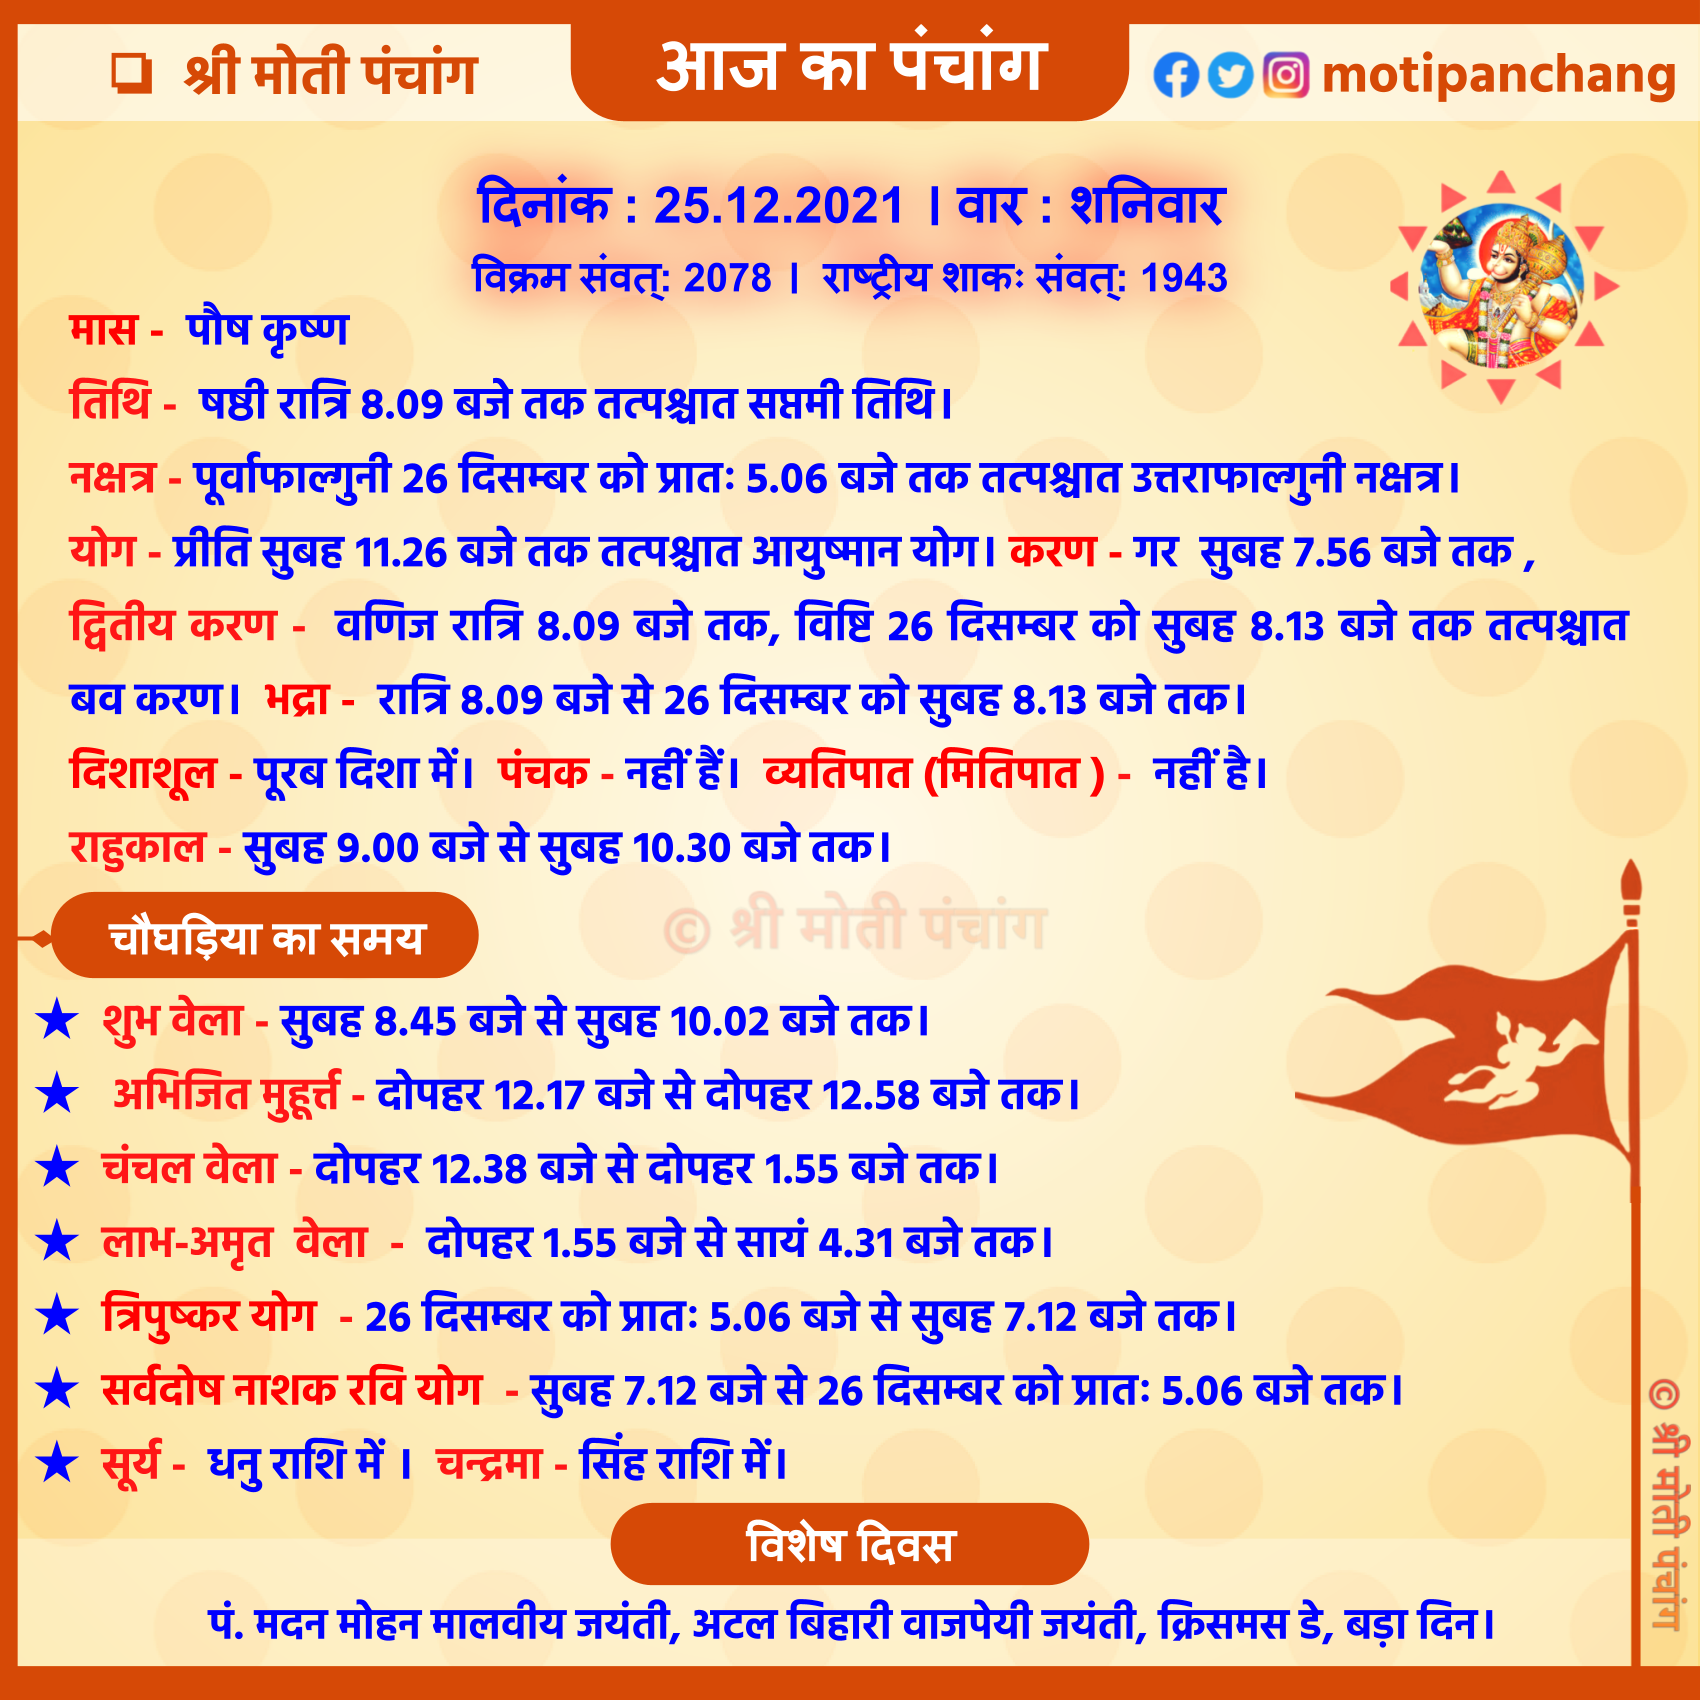 ❑ श्री मोती पंचांग
आज का पंचांग
motipanchang
दिनांक : 25.12.2021 । वार : शनिवार
विक्रम संवत्: 2078 । राष्ट्रीय शाकः संवत्: 1943
मास - पौष कृष्ण
तिथि - षष्ठी रात्रि 8.09 बजे तक तत्पश्चात सप्तमी तिथि।
नक्षत्र - पूर्वाफाल्गुनी 26 दिसम्बर को प्रातः 5.06 बजे तक तत्पश्चात उत्तराफाल्गुनी नक्षत्र।
योग - प्रीति सुबह 11.26 बजे तक तत्पश्चात आयुष्मान योग। करण - गर सुबह 7.56 बजे तक ,
द्वितीय करण - वणिज रात्रि 8.09 बजे तक, विष्टि 26 दिसम्बर को सुबह 8.13 बजे तक तत्पश्चात
बव करण। भद्रा - रात्रि 8.09 बजे से 26 दिसम्बर को सुबह 8.13 बजे तक।
दिशाशूल - पूरब दिशा में। पंचक - नहीं हैं। व्यतिपात (मितिपात ) - नहीं है।
राहुकाल - सुबह 9.00 बजे से सुबह 10.30 बजे तक।
© श्री मोती पंचांग
चौघड़िया का समय
★ शुभ वेला - सुबह 8.45 बजे से सुबह 10.02 बजे तक।
★ अभिजित मुहूर्त्त - दोपहर 12.17 बजे से दोपहर 12.58 बजे तक।
★ चंचल वेला - दोपहर 12.38 बजे से दोपहर 1.55 बजे तक।
★ लाभ-अमृत वेला - दोपहर 1.55 बजे से सायं 4.31 बजे तक।
★ त्रिपुष्कर योग - 26 दिसम्बर को प्रातः 5.06 बजे से सुबह 7.12 बजे तक।
★ सर्वदोष नाशक रवि योग - सुबह 7.12 बजे से 26 दिसम्बर को प्रातः 5.06 बजे तक।
★ सूर्य - धनु राशि में । चन्द्रमा - सिंह राशि में।
© श्री मोती पंचांग
विशेष दिवस
पं. मदन मोहन मालवीय जयंती, अटल बिहारी वाजपेयी जयंती, क्रिसमस डे, बड़ा दिन।